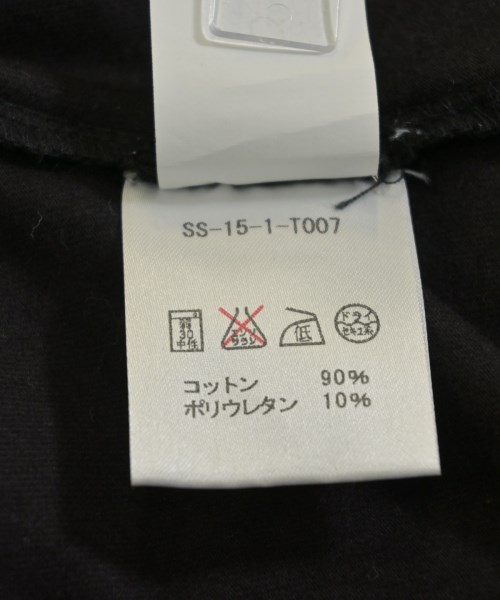 SS-15-1-T007
弱 30 中性 エンソ サラシ 低 ドライ セキユ系
コットン 90%
ポリウレタン 10%